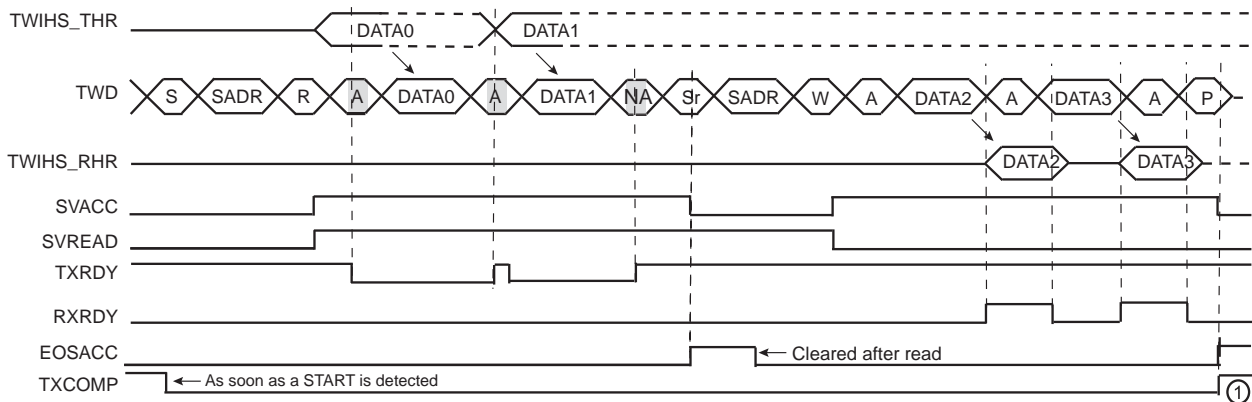 TWIHS_THR DATA0 DATA1
TWD S SADR R A DATA0 A DATA1 NA Sr SADR W A DATA2 A DATA3 A P
TWIHS_RHR DATA2 DATA3
SVACC
SVREAD
TXRDY
RXRDY
EOSACC Cleared after read
TXCOMP As soon as a START is detected 1